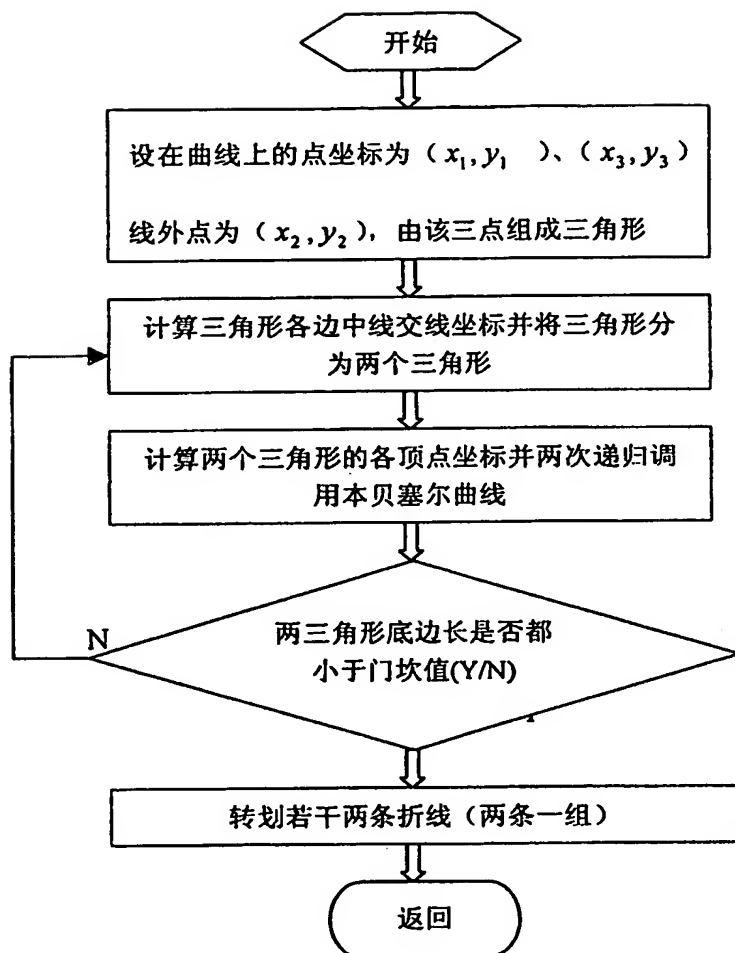 开始
设在曲线上的点坐标为（x₁,y₁ ）、（x₃,y₃）
线外点为（x₂,y₂），由该三点组成三角形
计算三角形各边中线交线坐标并将三角形分
为两个三角形
计算两个三角形的各顶点坐标并两次递归调
用本贝塞尔曲线
N
两三角形底边长是否都
小于门坎值(Y/N)
转划若干两条折线（两条一组）
返回